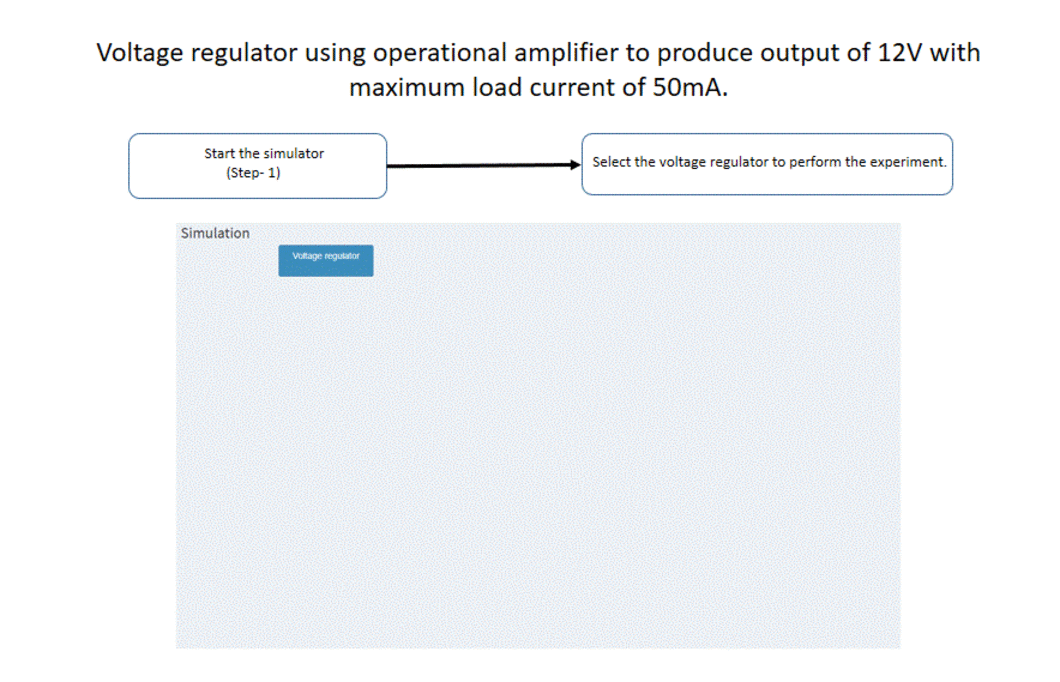 Voltage regulator using operational amplifier to produce output of 12V with
maximum load current of 50mA.
Start the simulator
(Step- 1)
Select the voltage regulator to perform the experiment.
Simulation
Voltage regulator